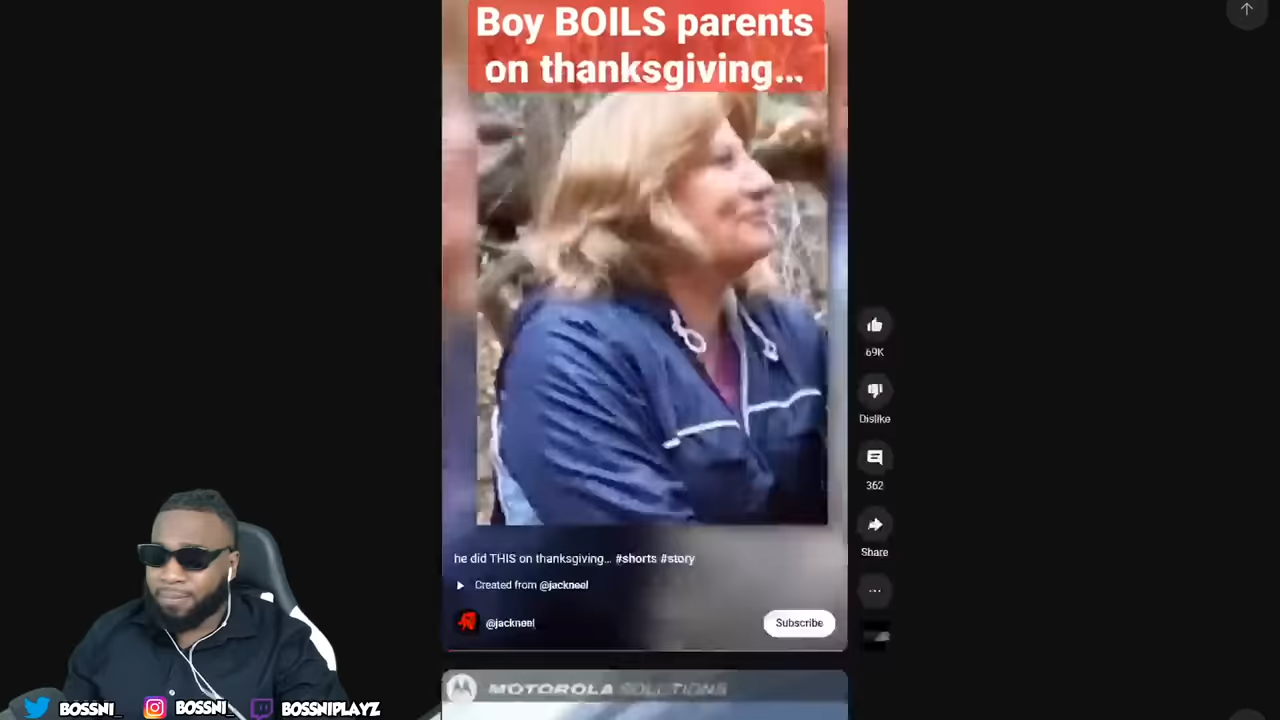 Boy BOILS parents
on thanksgiving...
69K
Dislike
362
Share
he did THIS on thanksgiving... #shorts #story
Created from @jackneel
@jackneel
Subscribe
MOTOROLA SOLUTIONS
BOSSNI_
BOSSNI_
BOSSNIPLAYZ